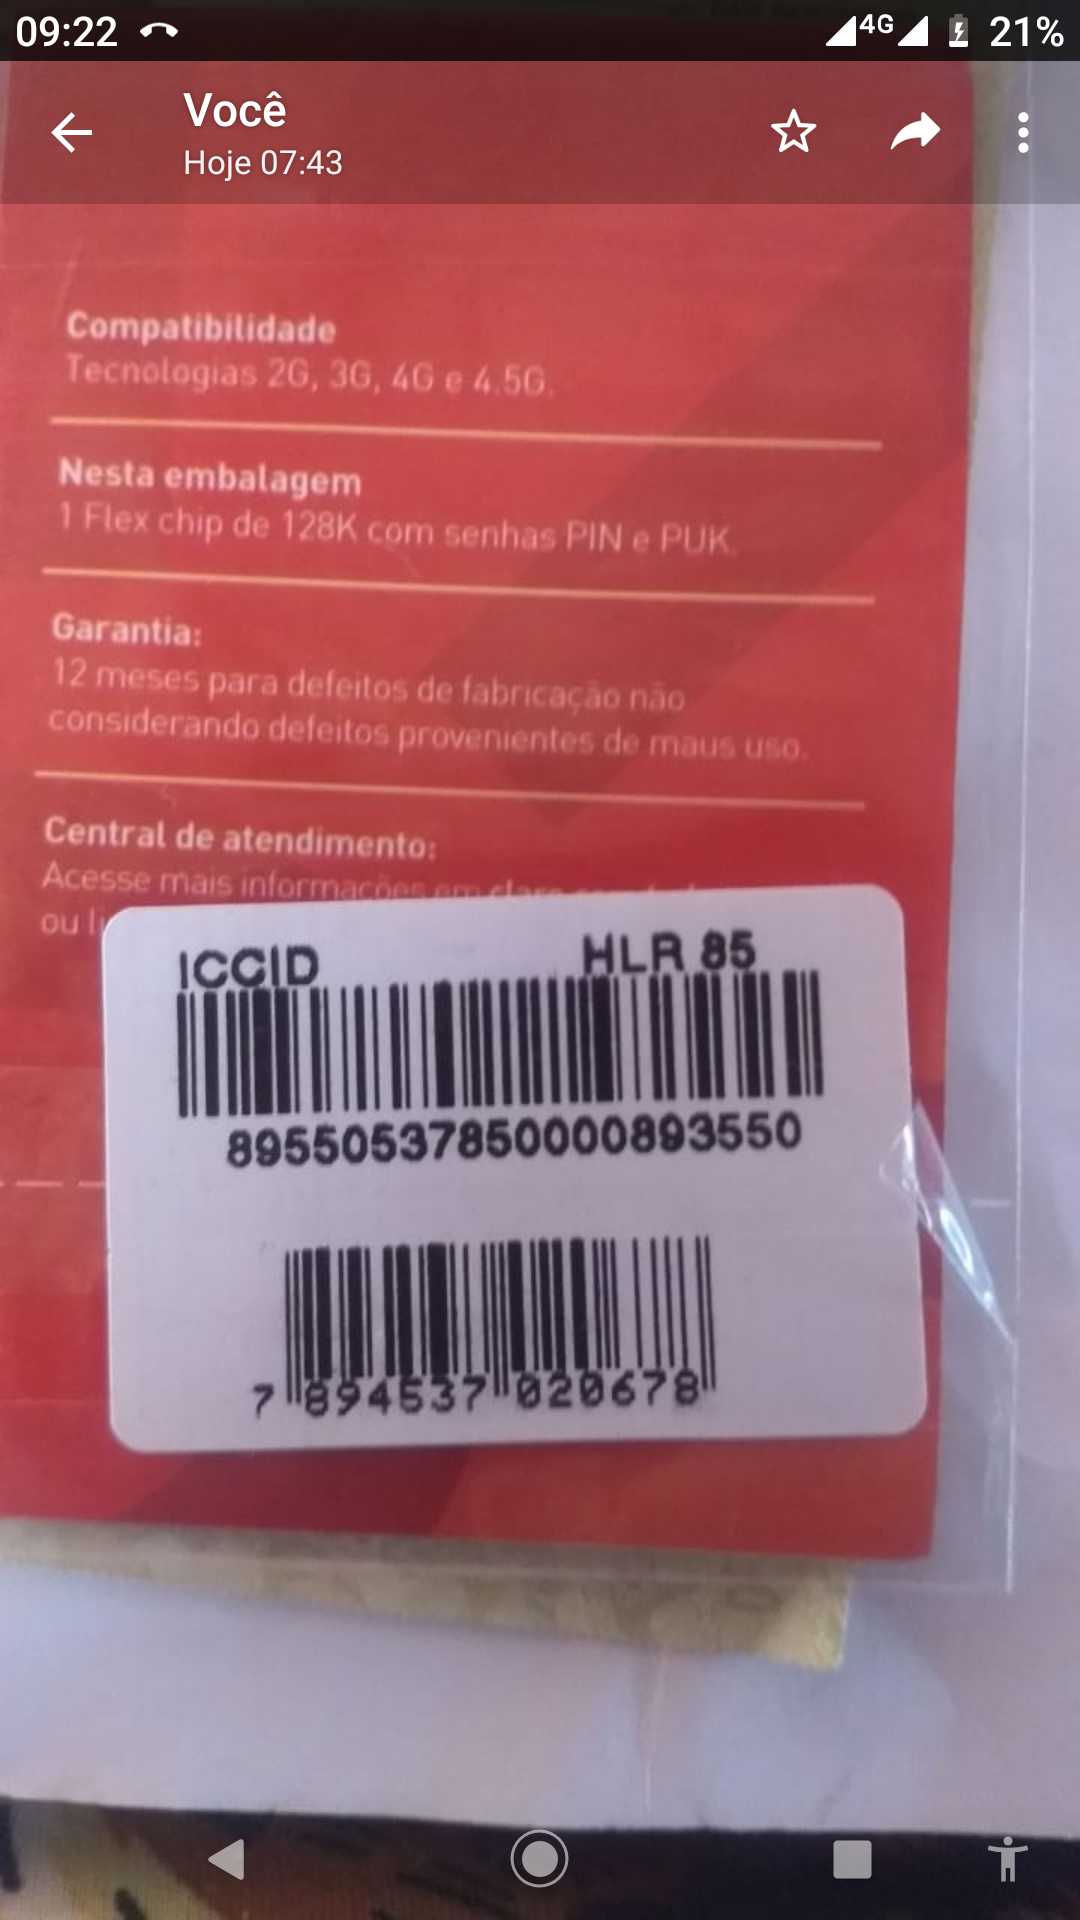 09:22
4G
21%
Você
Hoje 07:43
Compatibilidade
Tecnologias 2G, 3G, 4G e 4.5G.
Nesta embalagem
1 Flex chip de 128K com senhas PIN e PUK.
Garantia:
12 meses para defeitos de fabricação não
considerando defeitos provenientes de maus uso.
Central de atendimento:
Acesse mais informações em
ou
ICCID HLR 85
89550537850000893550
7 894537 020678